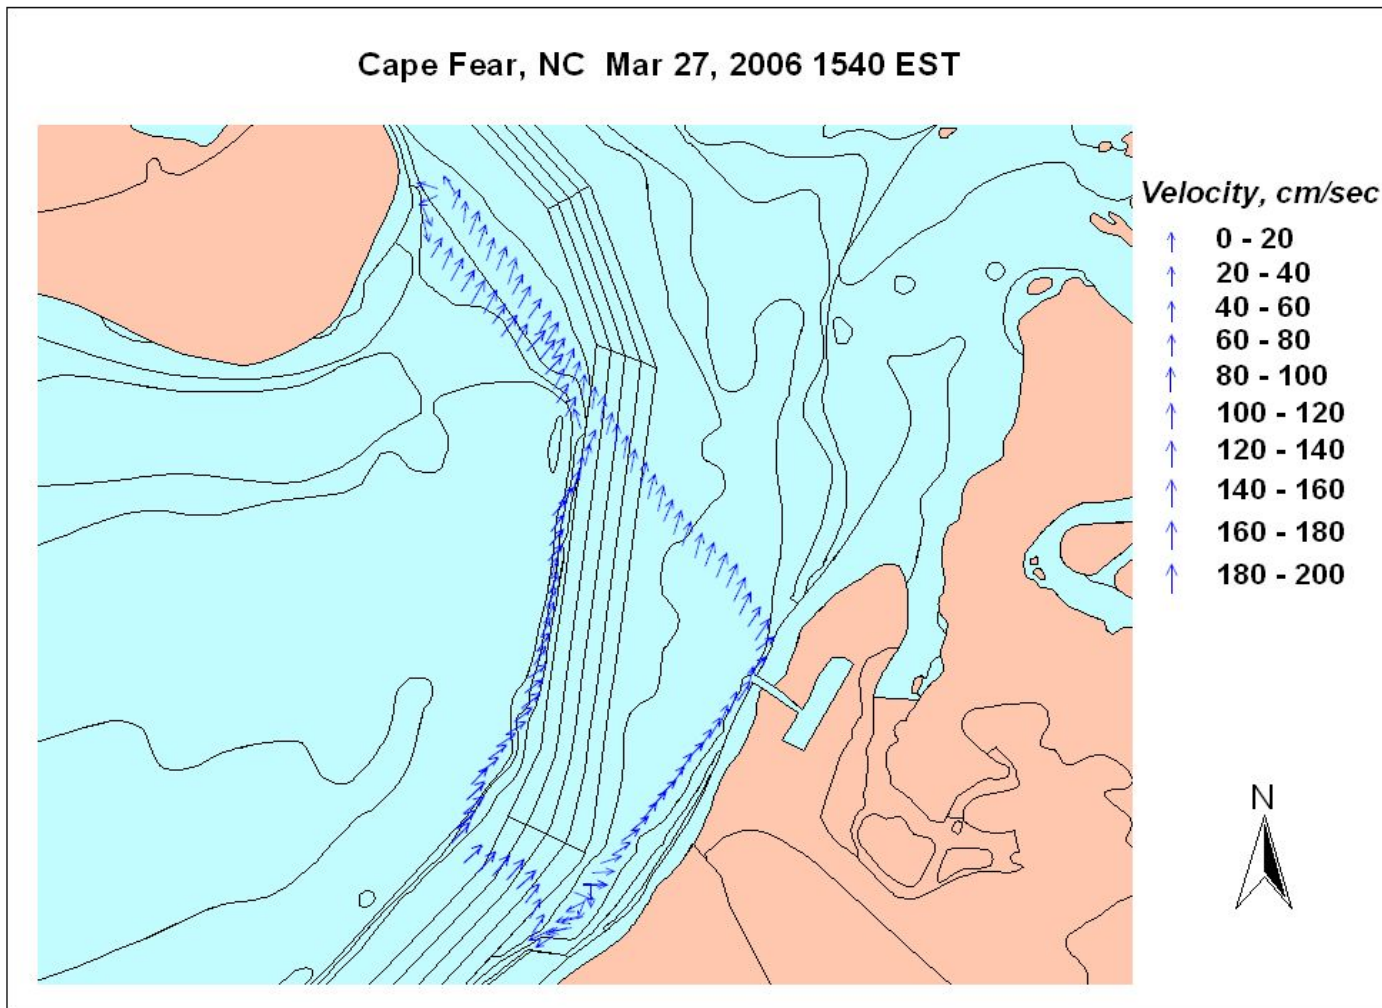 Cape Fear, NC  Mar 27, 2006 1540 EST
Velocity, cm/sec
0 - 20
20 - 40
40 - 60
60 - 80
80 - 100
100 - 120
120 - 140
140 - 160
160 - 180
180 - 200
N